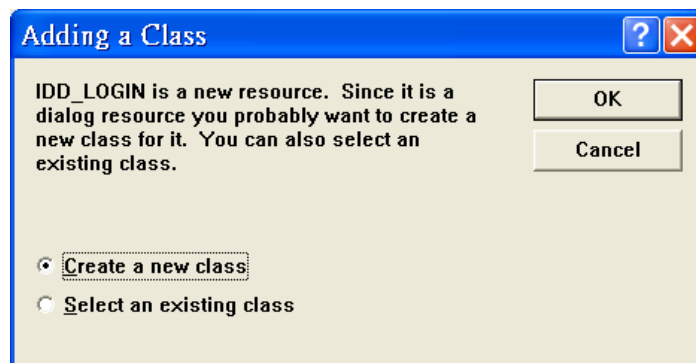 Adding a Class
IDD_LOGIN is a new resource.  Since it is a
dialog resource you probably want to create a
new class for it.  You can also select an
existing class.
OK
Cancel
Create a new class
Select an existing class